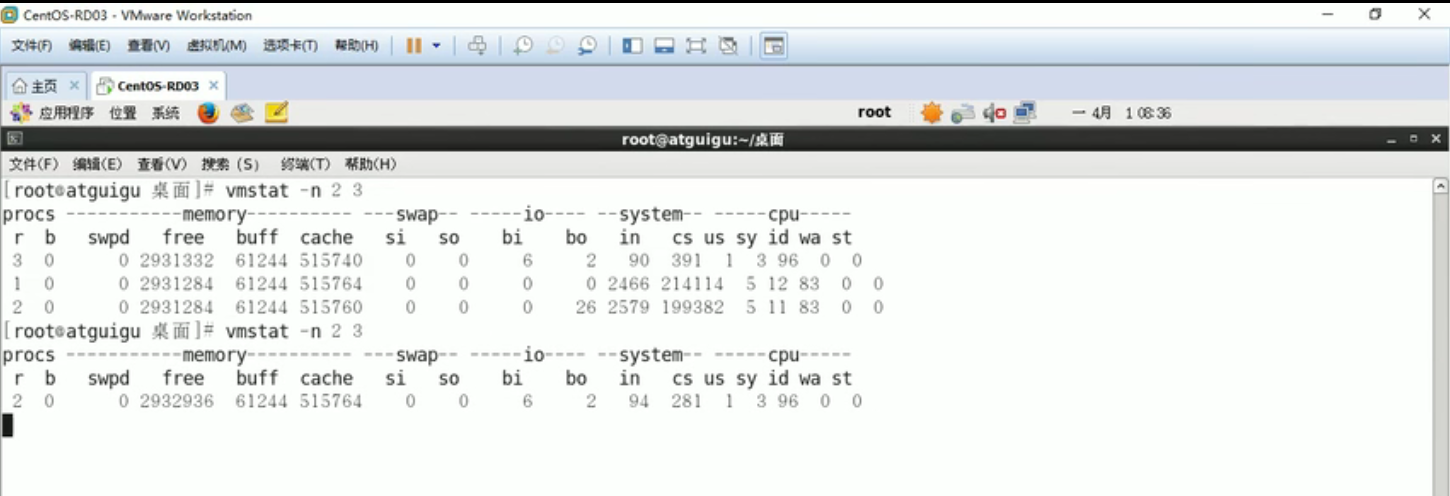 CentOS-RD03 - VMware Workstation
文件(F) 编辑(E) 查看(V) 虚拟机(M) 选项卡(T) 帮助(H)
主页 CentOS-RD03
应用程序 位置 系统 root 一 4月 1 08:36
root@atguigu:~/桌面
文件(F) 编辑(E) 查看(V) 搜索 (S) 终端(T) 帮助(H)
[root@atguigu 桌面]# vmstat -n 2 3
procs -----------memory---------- ---swap-- -----io---- --system-- -----cpu-----
r b swpd free buff cache si so bi bo in cs us sy id wa st
3 0 0 2931332 61244 515740 0 0 6 2 90 391 1 3 96 0 0
1 0 0 2931284 61244 515764 0 0 0 0 2466 214114 5 12 83 0 0
2 0 0 2931284 61244 515760 0 0 0 26 2579 199382 5 11 83 0 0
[root@atguigu 桌面]# vmstat -n 2 3
procs -----------memory---------- ---swap-- -----io---- --system-- -----cpu-----
r b swpd free buff cache si so bi bo in cs us sy id wa st
2 0 0 2932936 61244 515764 0 0 6 2 94 281 1 3 96 0 0